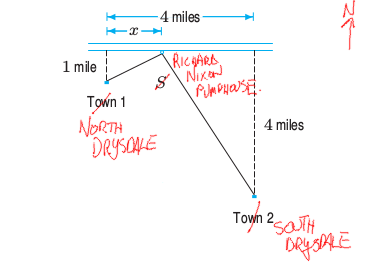 4 miles
N
x
1 mile
S
RICHARD
NIXON
PUMPHOUSE.
Town 1
NORTH
DRYSDALE
4 miles
Town 2
SOUTH
DRYSDALE